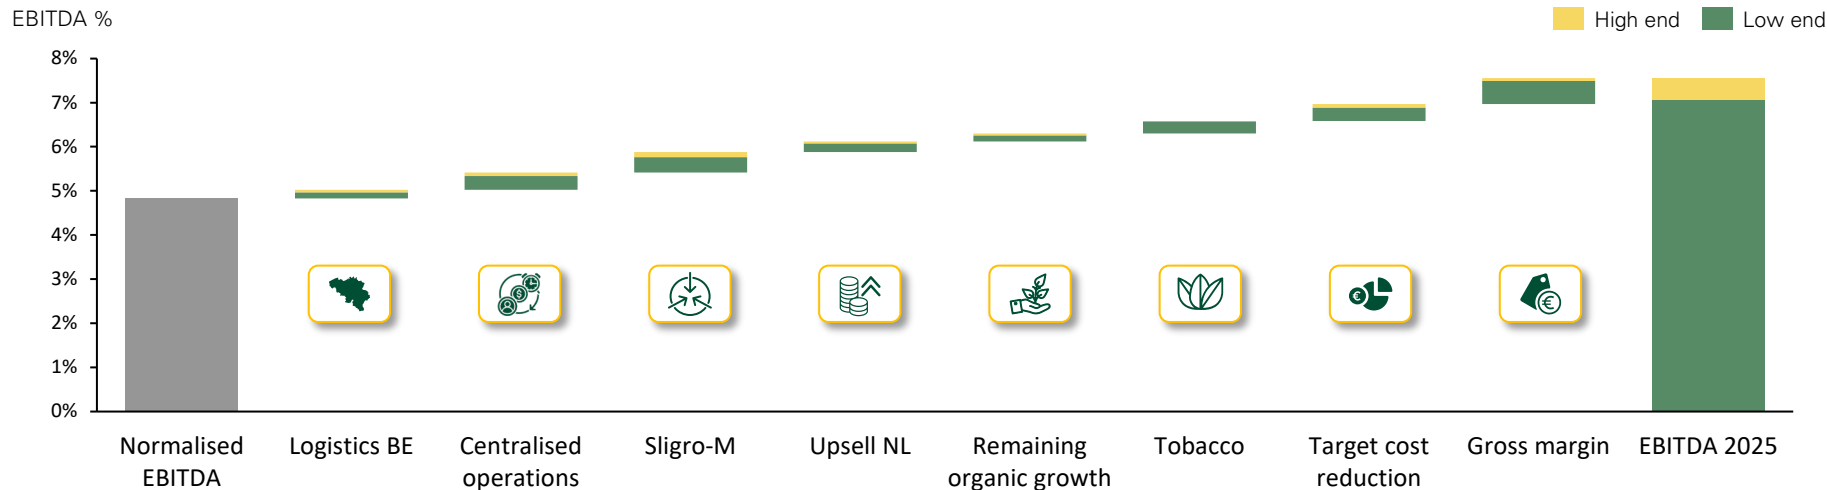 EBITDA %
High end
Low end
8%
7%
6%
5%
4%
3%
2%
1%
0%
€
$
€
Normalised
EBITDA
Logistics BE
Centralised
operations
Sligro-M
Upsell NL
Remaining
organic growth
Tobacco
Target cost
reduction
Gross margin
EBITDA 2025